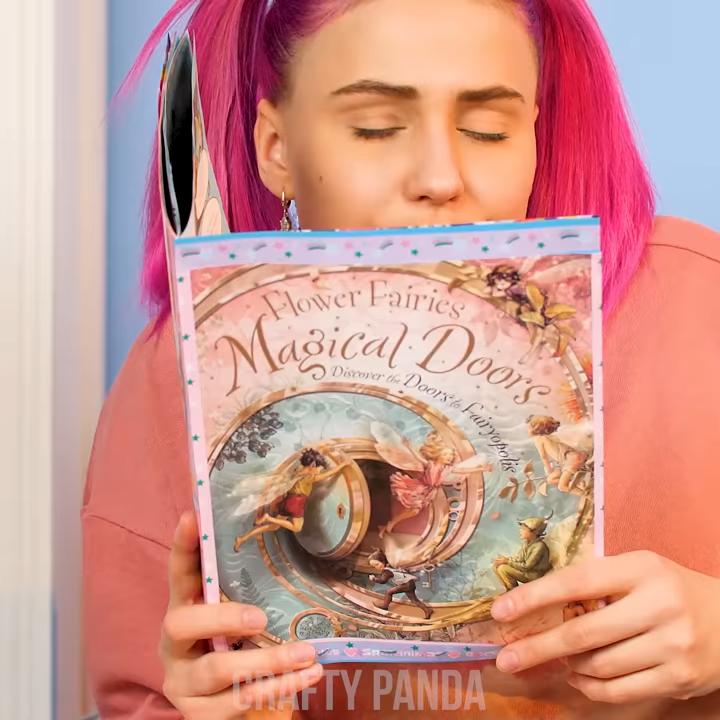 Flower Fairies
Magical Doors
Discover the Doors to Fairyopolis
CRAFTY PANDA